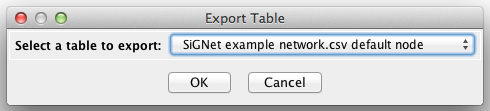 Export Table
Select a table to export: SiGNet example network.csv default node
OK Cancel